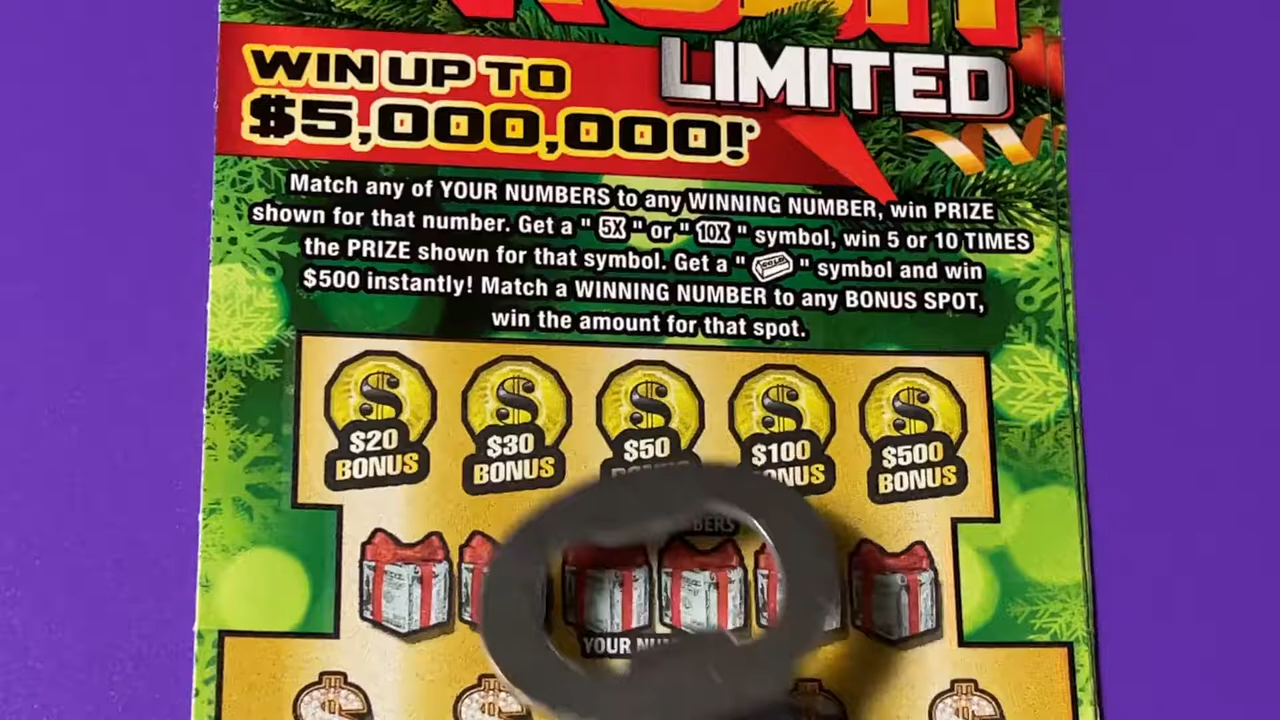 LIMITED
WIN UP TO
$5,000,000!*
Match any of YOUR NUMBERS to any WINNING NUMBER, win PRIZE
shown for that number. Get a " 5X " or " 10X " symbol, win 5 or 10 TIMES
the PRIZE shown for that symbol. Get a " GOLD " symbol and win
$500 instantly! Match a WINNING NUMBER to any BONUS SPOT,
win the amount for that spot.
$20 $30 $50 $100 $500
BONUS BONUS BONUS BONUS
YOUR